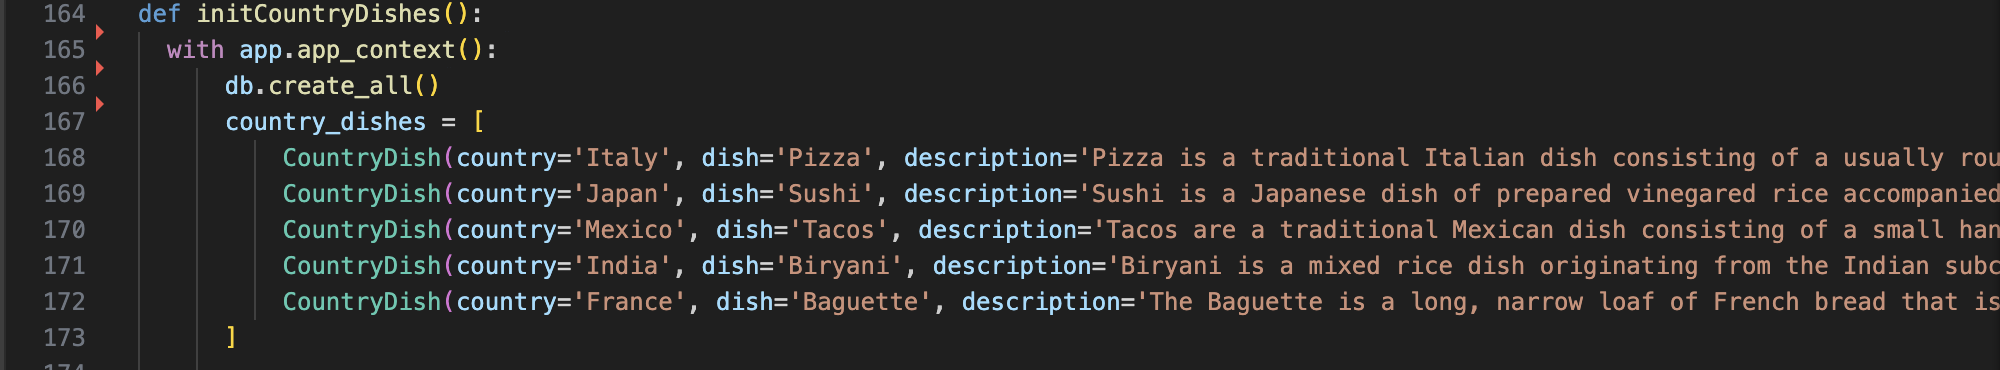 164 def initCountryDishes():
165 with app.app_context():
166 db.create_all()
167 country_dishes = [
168 CountryDish(country='Italy', dish='Pizza', description='Pizza is a traditional Italian dish consisting of a usually rou
169 CountryDish(country='Japan', dish='Sushi', description='Sushi is a Japanese dish of prepared vinegared rice accompanied
170 CountryDish(country='Mexico', dish='Tacos', description='Tacos are a traditional Mexican dish consisting of a small han
171 CountryDish(country='India', dish='Biryani', description='Biryani is a mixed rice dish originating from the Indian subc
172 CountryDish(country='France', dish='Baguette', description='The Baguette is a long, narrow loaf of French bread that is
173 ]